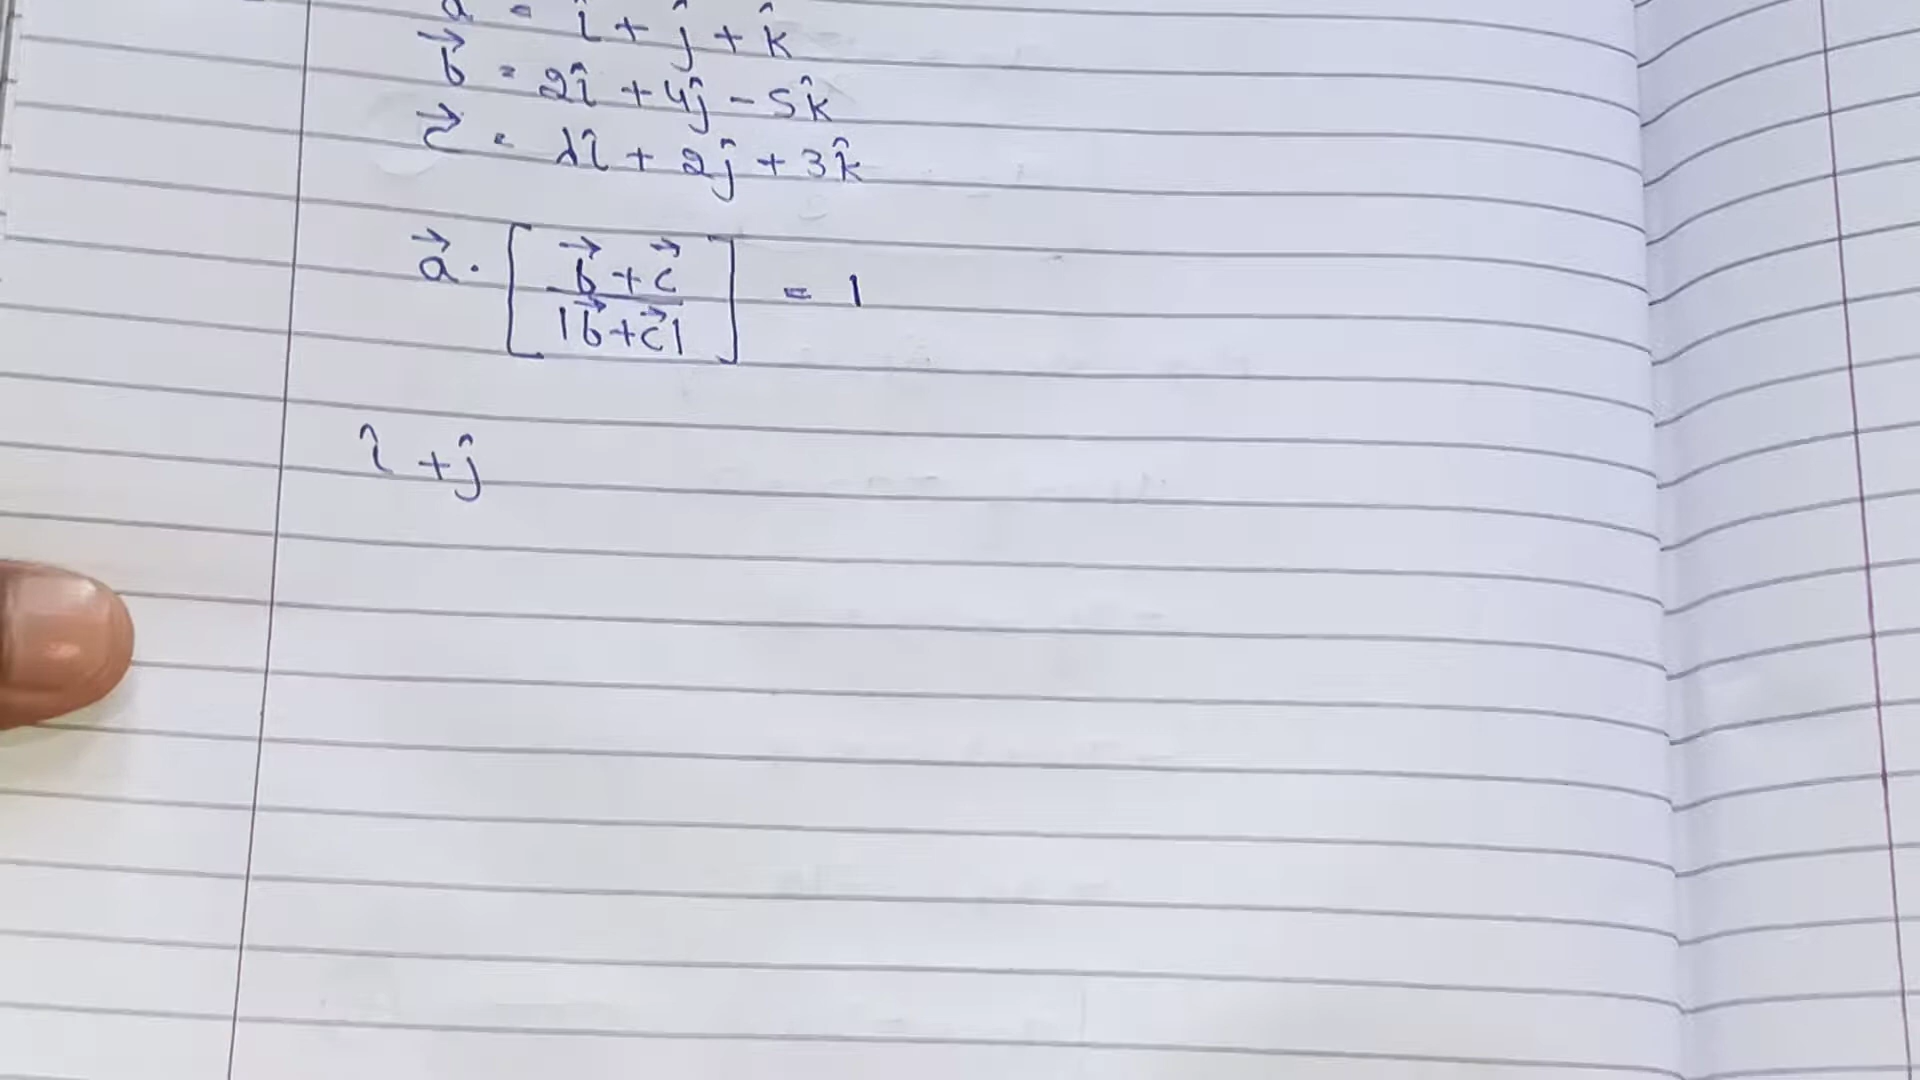 a = î + ĵ + k̂
b⃗ = 2î + 4ĵ - 5k̂
c⃗ = λî + 2ĵ + 3k̂
a⃗ . [ (b⃗ + c⃗) / |b⃗ + c⃗| ] = 1
î + ĵ